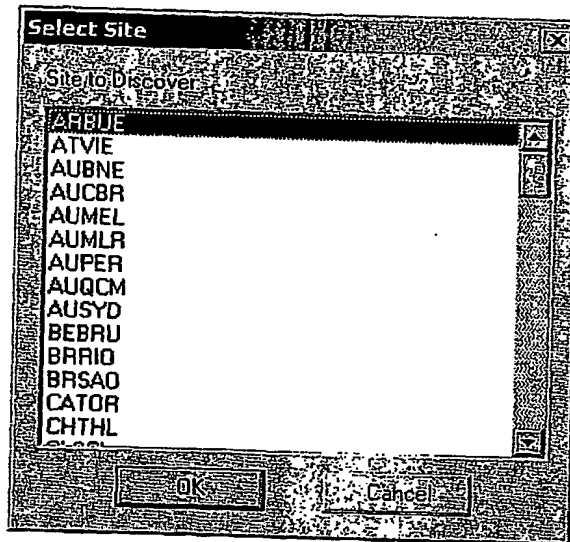 Select Site
Site to Discover
ARBUE
ATVIE
AUBNE
AUCBR
AUMEL
AUMLR
AUPER
AUQCM
AUSYD
BEBRU
BRRIO
BRSAO
CATOR
CHTHL
OK
Cancel